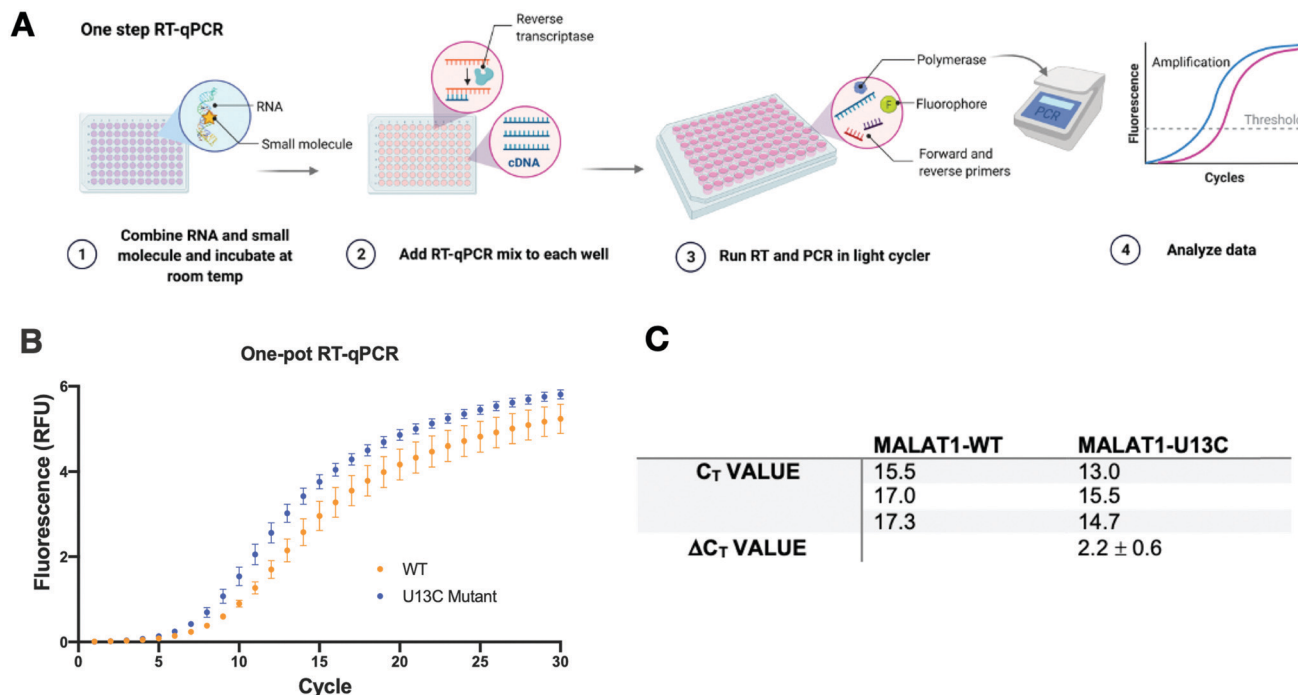 A
One step RT-qPCR
RNA
Small molecule
Reverse
transcriptase
cDNA
Polymerase
F
Fluorophore
Forward and
reverse primers
PCR
Amplification
Threshold
Fluorescence
Cycles
1
Combine RNA and small
molecule and incubate at
room temp
2
Add RT-qPCR mix to each well
3
Run RT and PCR in light cycler
4
Analyze data
B
One-pot RT-qPCR
Fluorescence (RFU)
6
4
2
0
WT
U13C Mutant
0 5 10 15 20 25 30
Cycle
C
MALAT1-WT MALAT1-U13C
CT VALUE 15.5 13.0
17.0 15.5
17.3 14.7
ΔCT VALUE 2.2 ± 0.6